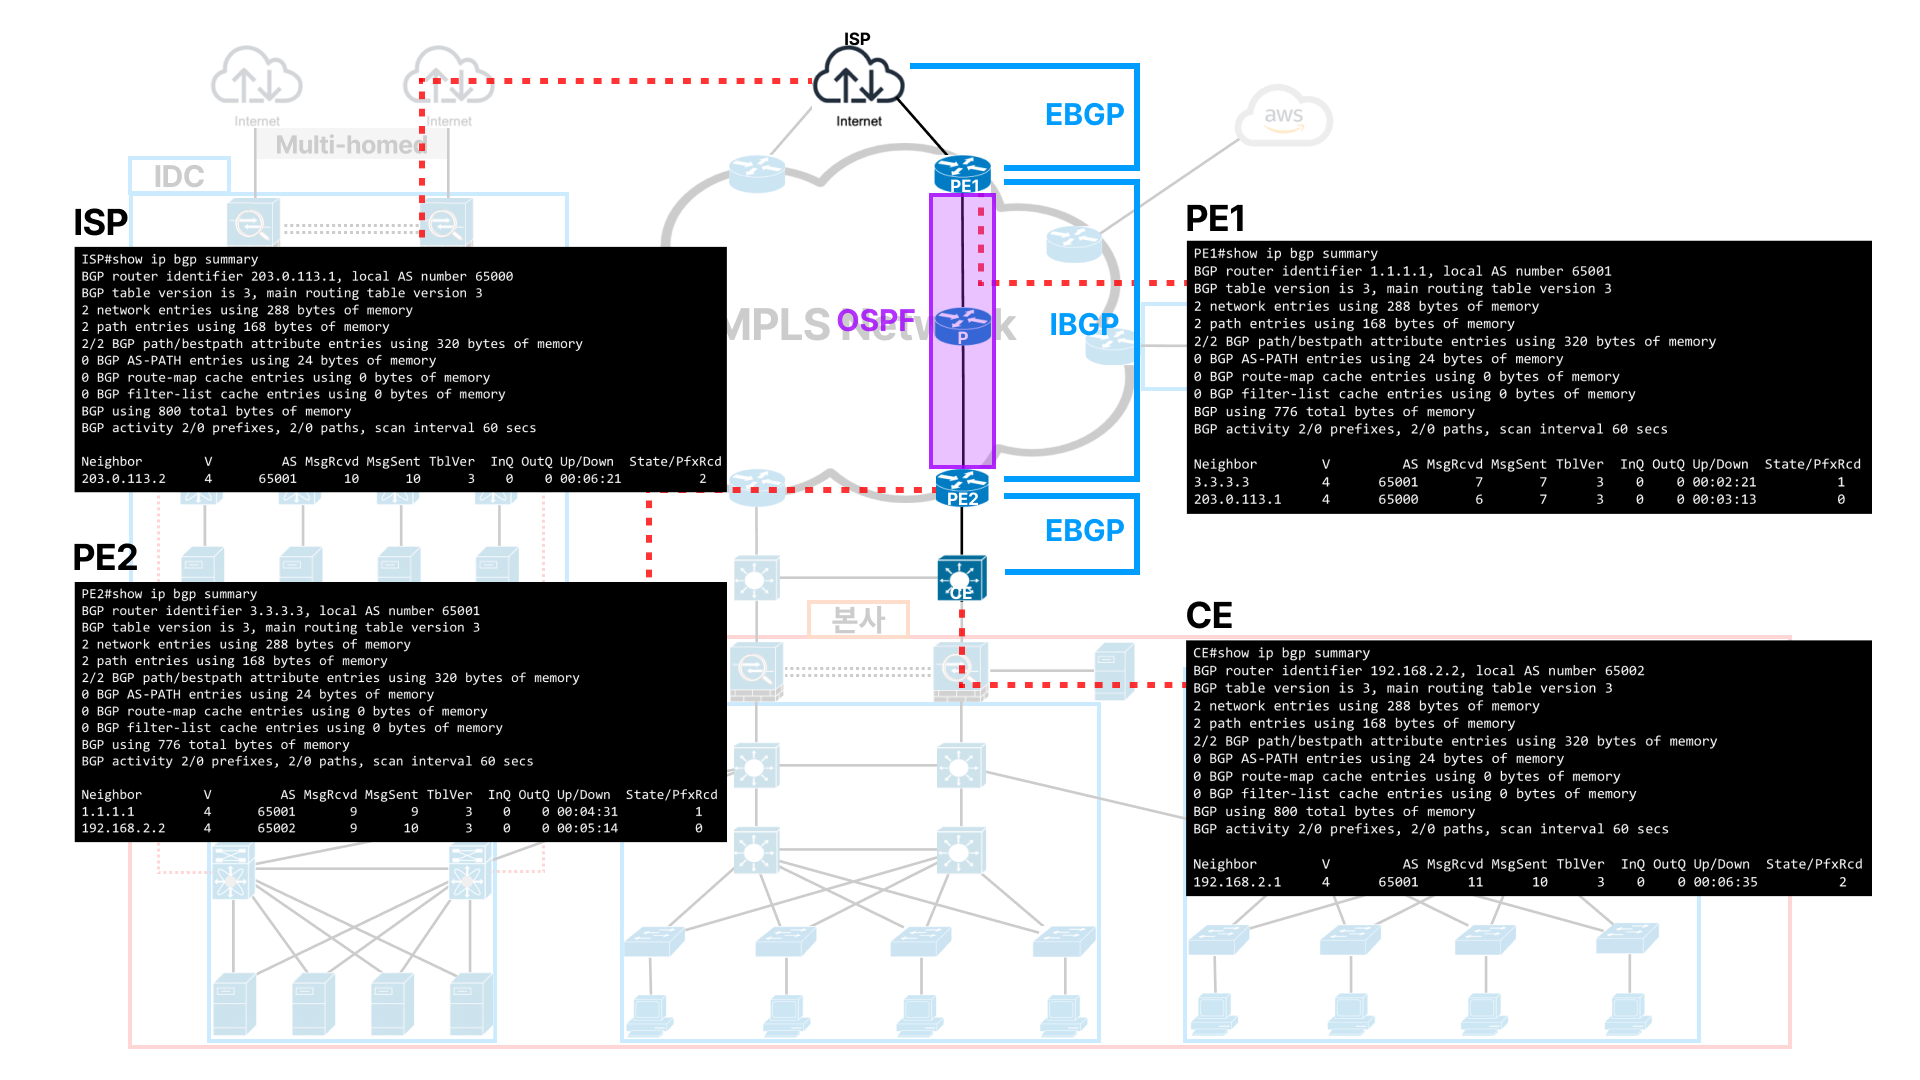 ISP
Internet
Internet
Internet
EBGP
aws
Multi-homed
IDC
PE1
ISP
ISP#show ip bgp summary
BGP router identifier 203.0.113.1, local AS number 65000
BGP table version is 3, main routing table version 3
2 network entries using 288 bytes of memory
2 path entries using 168 bytes of memory
2/2 BGP path/bestpath attribute entries using 320 bytes of memory
0 BGP AS-PATH entries using 24 bytes of memory
0 BGP route-map cache entries using 0 bytes of memory
0 BGP filter-list cache entries using 0 bytes of memory
BGP using 800 total bytes of memory
BGP activity 2/0 prefixes, 2/0 paths, scan interval 60 secs
Neighbor V AS MsgRcvd MsgSent TblVer InQ OutQ Up/Down State/PfxRcd
203.0.113.2 4 65001 10 10 3 0 0 00:06:21 2
PE1
PE1#show ip bgp summary
BGP router identifier 1.1.1.1, local AS number 65001
BGP table version is 3, main routing table version 3
2 network entries using 288 bytes of memory
2 path entries using 168 bytes of memory
2/2 BGP path/bestpath attribute entries using 320 bytes of memory
0 BGP AS-PATH entries using 24 bytes of memory
0 BGP route-map cache entries using 0 bytes of memory
0 BGP filter-list cache entries using 0 bytes of memory
BGP using 776 total bytes of memory
BGP activity 2/0 prefixes, 2/0 paths, scan interval 60 secs
Neighbor V AS MsgRcvd MsgSent TblVer InQ OutQ Up/Down State/PfxRcd
3.3.3.3 4 65001 7 7 3 0 0 00:02:21 1
203.0.113.1 4 65000 6 7 3 0 0 00:03:13 0
MPLS Network
OSPF
P
IBGP
PE2
EBGP
CE
본사
PE2
PE2#show ip bgp summary
BGP router identifier 3.3.3.3, local AS number 65001
BGP table version is 3, main routing table version 3
2 network entries using 288 bytes of memory
2 path entries using 168 bytes of memory
2/2 BGP path/bestpath attribute entries using 320 bytes of memory
0 BGP AS-PATH entries using 24 bytes of memory
0 BGP route-map cache entries using 0 bytes of memory
0 BGP filter-list cache entries using 0 bytes of memory
BGP using 776 total bytes of memory
BGP activity 2/0 prefixes, 2/0 paths, scan interval 60 secs
Neighbor V AS MsgRcvd MsgSent TblVer InQ OutQ Up/Down State/PfxRcd
1.1.1.1 4 65001 9 9 3 0 0 00:04:31 1
192.168.2.2 4 65002 9 10 3 0 0 00:05:14 0
CE
CE#show ip bgp summary
BGP router identifier 192.168.2.2, local AS number 65002
BGP table version is 3, main routing table version 3
2 network entries using 288 bytes of memory
2 path entries using 168 bytes of memory
2/2 BGP path/bestpath attribute entries using 320 bytes of memory
0 BGP AS-PATH entries using 24 bytes of memory
0 BGP route-map cache entries using 0 bytes of memory
0 BGP filter-list cache entries using 0 bytes of memory
BGP using 800 total bytes of memory
BGP activity 2/0 prefixes, 2/0 paths, scan interval 60 secs
Neighbor V AS MsgRcvd MsgSent TblVer InQ OutQ Up/Down State/PfxRcd
192.168.2.1 4 65001 11 10 3 0 0 00:06:35 2